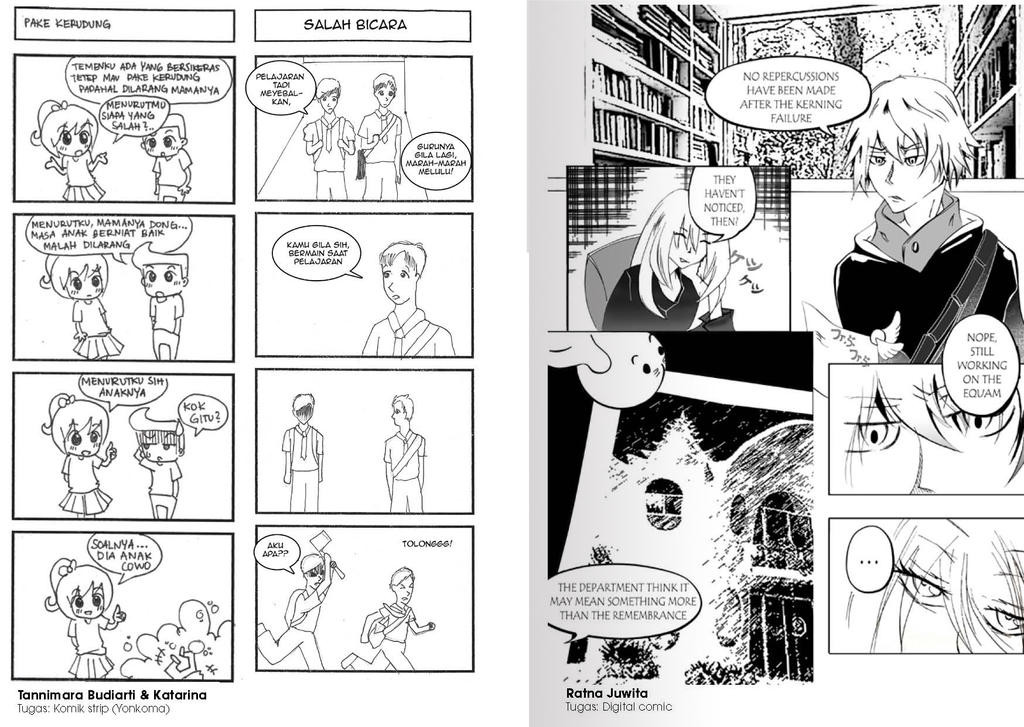 PAKE KERUDUNG
TEMENKU ADA YANG BERSIKERAS
TETEP MAU PAKE KERUDUNG
PADAHAL DILARANG MAMANYA
MENURUTMU
SIAPA YANG
SALAH?..
MENURUTKU, MAMANYA DONG...
MASA ANAK BERNIAT BAIK
MALAH DILARANG
MENURUTKU SIH
ANAKNYA
KOK
GITU?
SOALNYA...
DIA ANAK
COWO
SALAH BICARA
PELAJARAN
TADI
MEYEBAL-
KAN,
GURUNYA
GILA LAGI,
MARAH-MARAH
MELULU!
KAMU GILA SIH,
BERMAIN SAAT
PELAJARAN
AKU
APA??
TOLONGGG!
Tannimara Budiarti & Katarina
Tugas: Komik strip (Yonkoma)
NO REPERCUSSIONS
HAVE BEEN MADE
AFTER THE KERNING
FAILURE
THEY
HAVEN'T
NOTICED,
THEN?
NOPE,
STILL
WORKING
ON THE
EQUAM
THE DEPARTMENT THINK IT
MAY MEAN SOMETHING MORE
THAN THE REMEMBRANCE
...
Ratna Juwita
Tugas: Digital comic